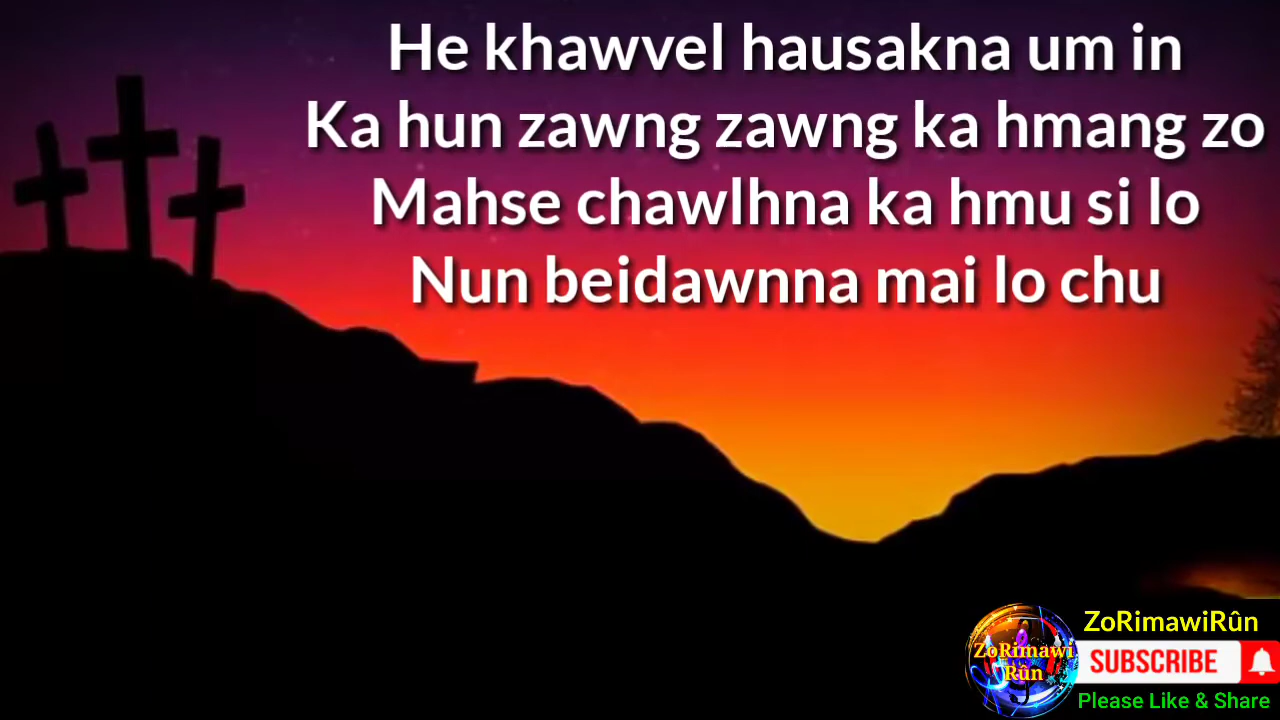 He khawvel hausakna um in
Ka hun zawng zawng ka hmang zo
Mahse chawlhna ka hmu si lo
Nun beidawnna mai lo chu
ZoRimawiRûn
ZoRimawi
Rûn
SUBSCRIBE
Please Like & Share